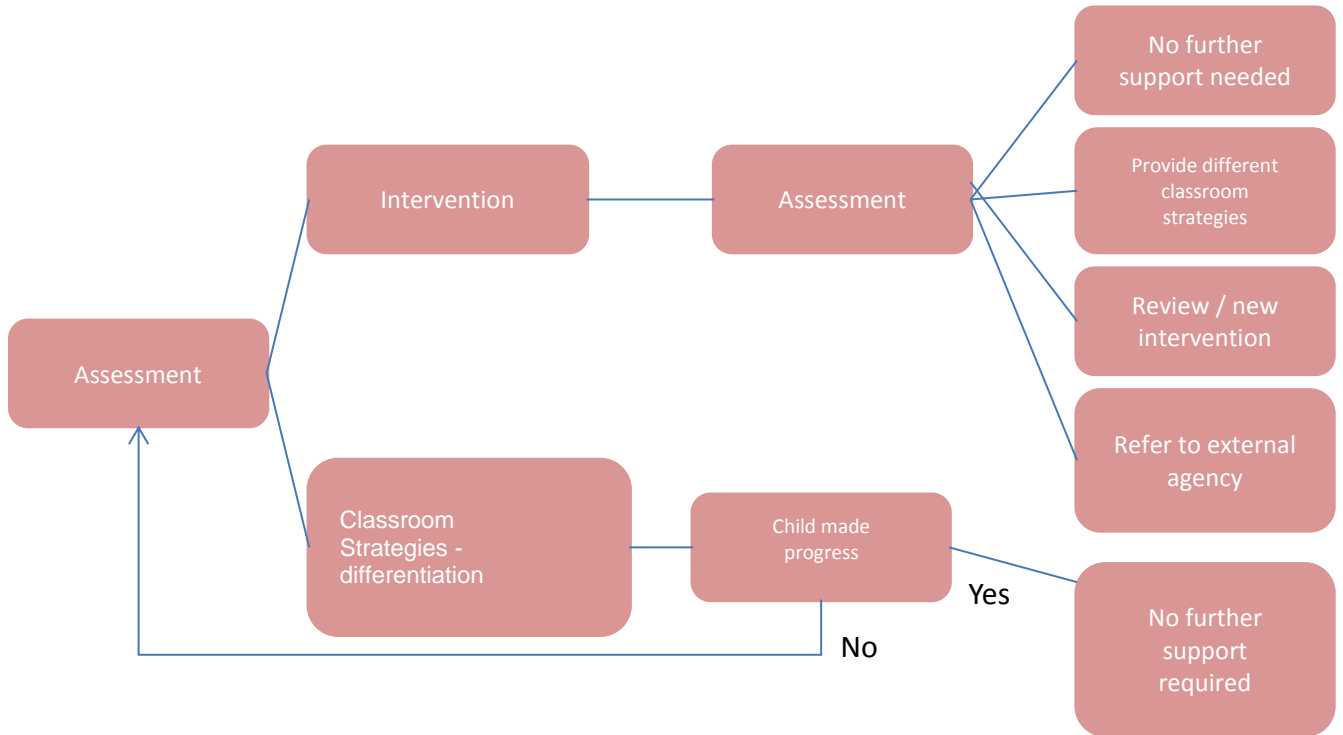 No further
support needed
Intervention
Assessment
Provide different
classroom
strategies
Review / new
intervention
Assessment
Refer to external
agency
Classroom
Strategies -
differentiation
Child made
progress
Yes
No
No further
support
required